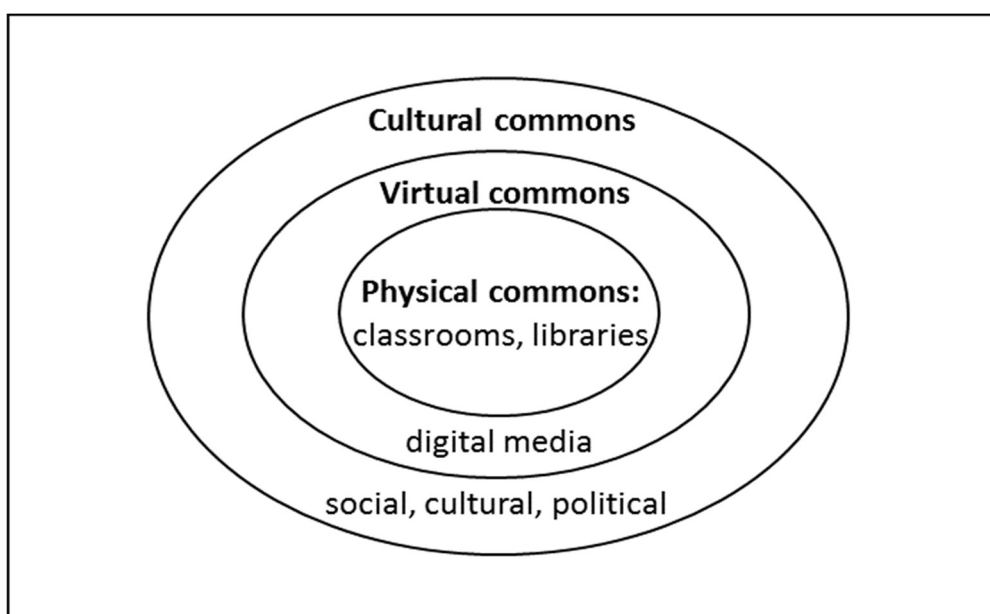 Cultural commons
Virtual commons
Physical commons:
classrooms, libraries
digital media
social, cultural, political